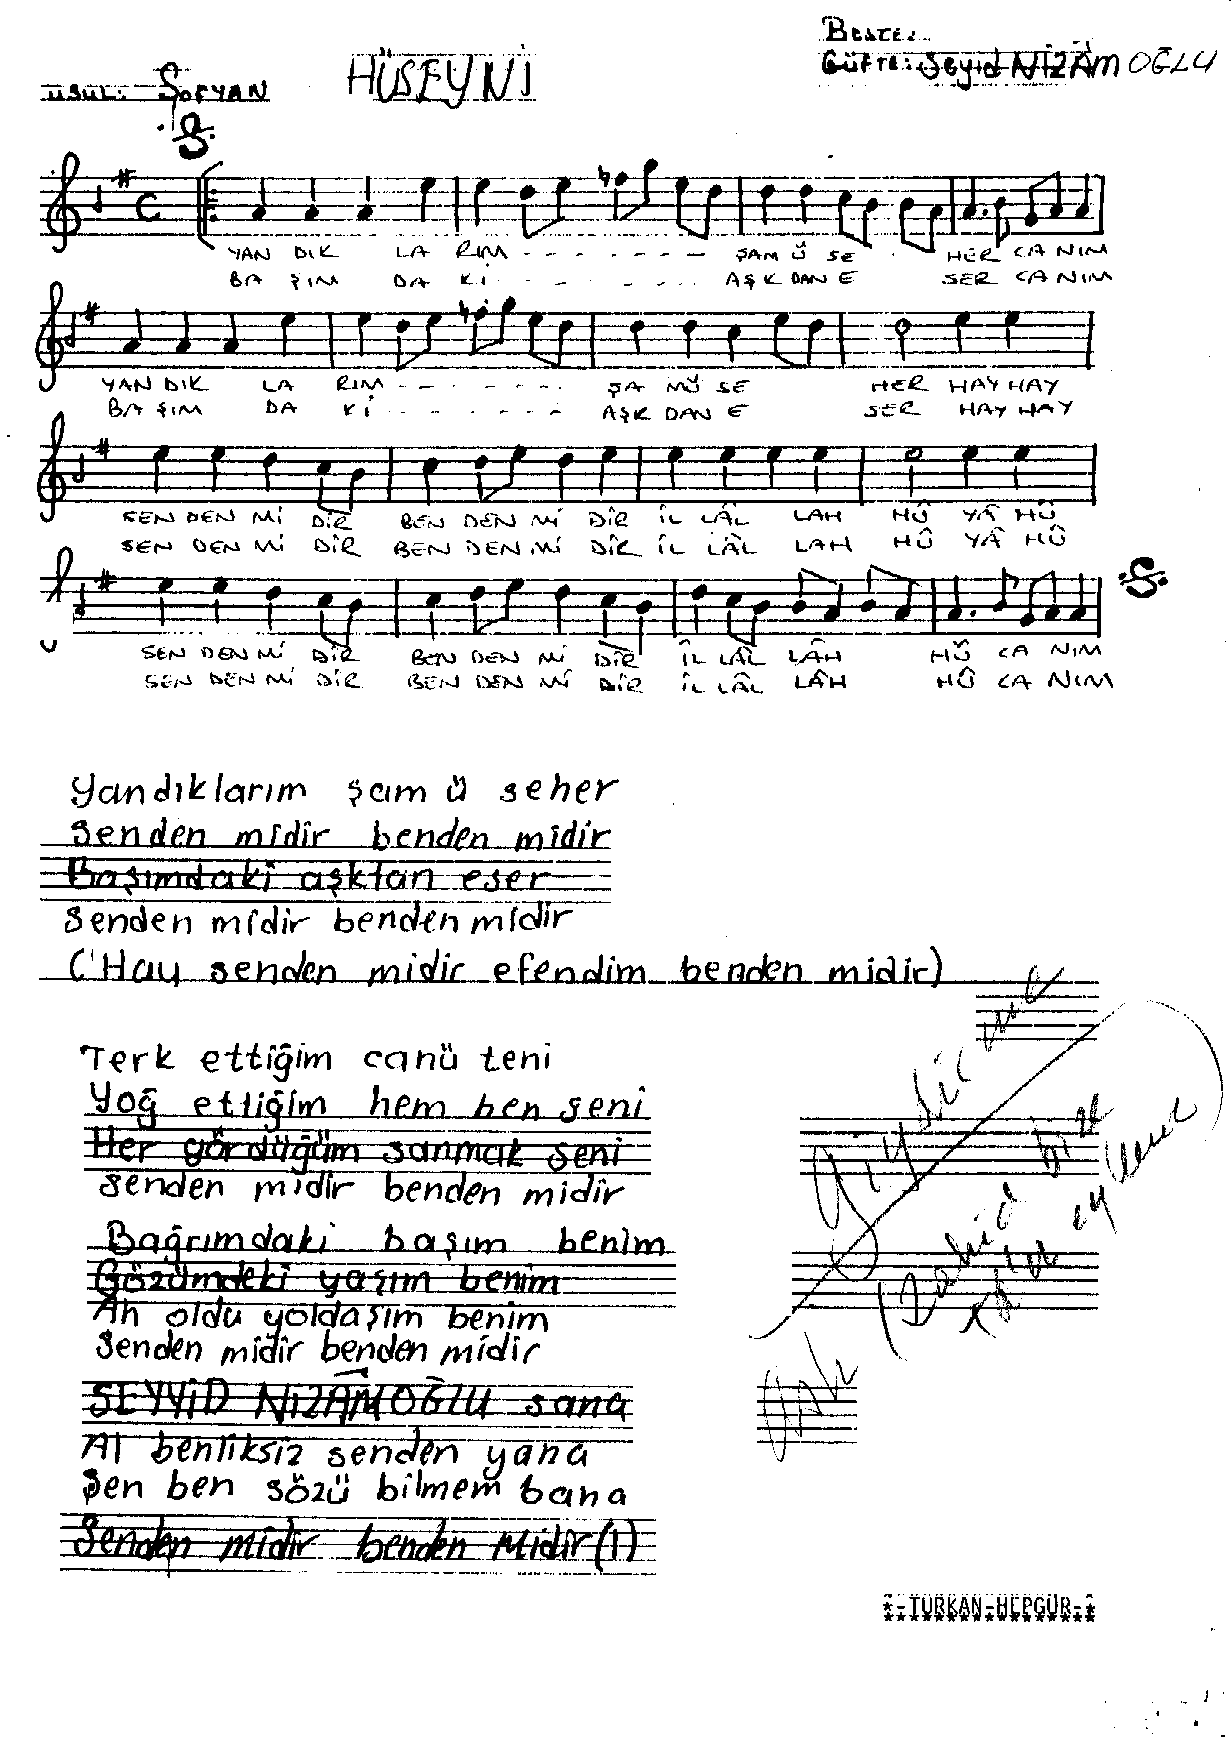 BESTE:
USUL: SOFYAN HÜSEYNİ GÜFTE: Seyid NİZÂMOĞLU
YAN DIK LA RIM - - - - - - - - ŞAM Ü SE - HER CA NIM
BA ŞIM DA Kİ - - - - - - - - AŞK DAN E SER CA NIM
YAN DIK LA RIM - - - - - - ŞA MÜ SE HER HAY HAY
BA ŞIM DA Kİ - - - - - - AŞK DAN E SER HAY HAY
SEN DEN Mİ DİR BEN DEN Mİ DİR İL LÂL LAH HÛ YÂ HÛ
SEN DEN Mİ DİR BEN DEN Mİ DİR İL LÂL LAH HÛ YÂ HÛ
SEN DEN Mİ DİR BEN DEN Mİ DİR İL LÂL LÂH HÛ CA NIM
SEN DEN Mİ DİR BEN DEN Mİ DİR İL LÂL LÂH HÛ CA NIM
Yandıklarım şam ü seher
Senden midir benden midir
Başımdaki aşktan eser
Senden midir benden midir
(Hay senden midir efendim benden midir)
Terk ettiğim canü teni
Yoğ ettiğim hem ben seni
Her gördüğüm sanmak seni
Senden midir benden midir
Bağrımdaki başım benim
Gözümdeki yaşım benim
Ah oldu yoldaşım benim
Senden midir benden midir
SEYYİD NİZÂMOĞLU sana
At benliksiz senden yana
Sen ben sözü bilmem bana
Senden midir benden Midir (1)
*-TÜRKAN-HEPGÜR-*